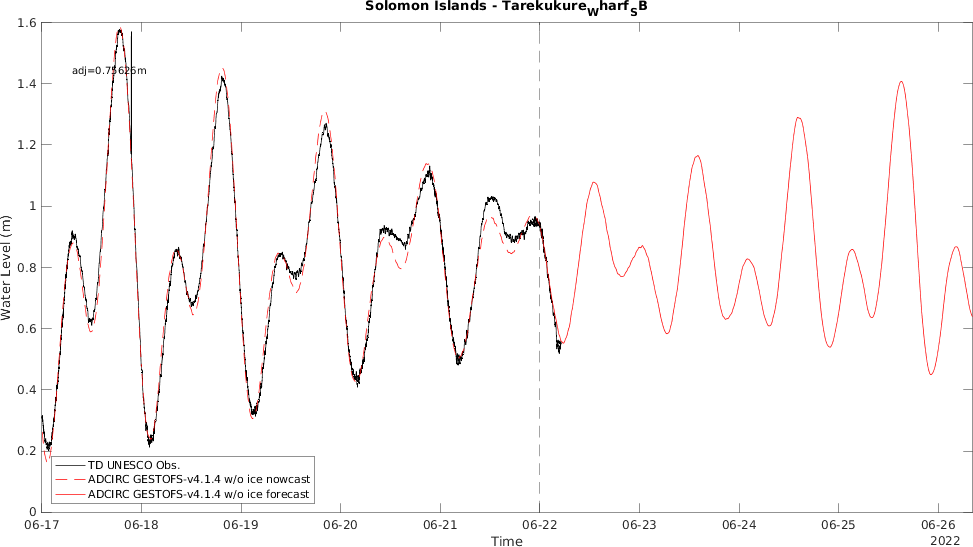 Solomon Islands - TarekukureWharfSB
1.6
adj=0.75626m
1.4
1.2
1
0.8
0.6
0.4
0.2
0
Water Level (m)
TD UNESCO Obs.
ADCIRC GESTOFS-v4.1.4 w/o ice nowcast
ADCIRC GESTOFS-v4.1.4 w/o ice forecast
06-17 06-18 06-19 06-20 06-21 06-22 06-23 06-24 06-25 06-26
Time
2022